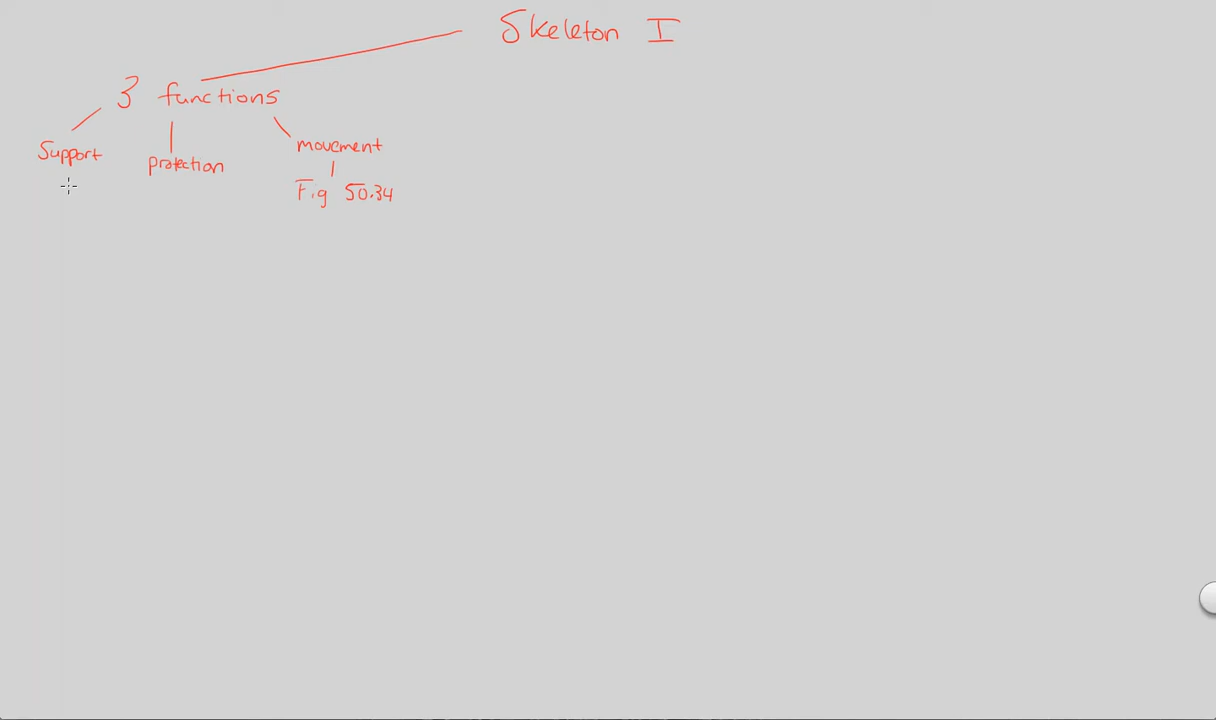 Skeleton I
3 functions
Support
protection
movement
Fig 50.34